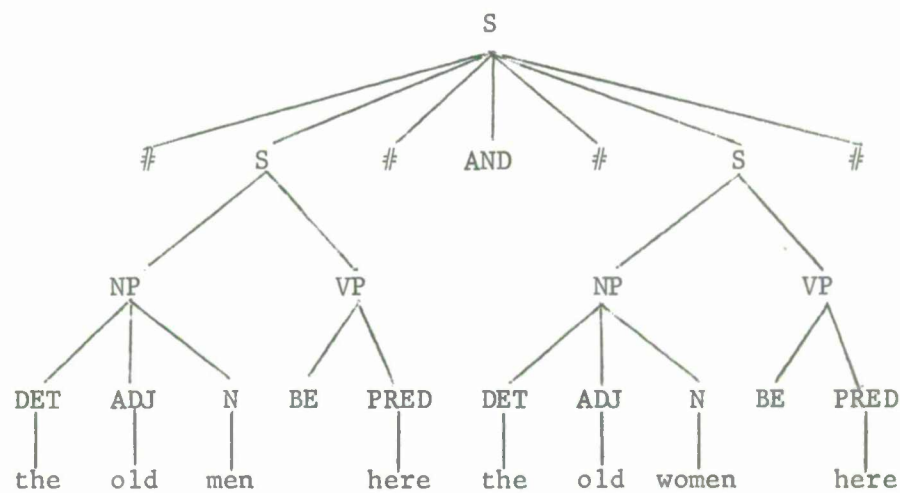 S
# S # AND # S #
NP VP NP VP
DET ADJ N BE PRED DET ADJ N BE PRED
the old men here the old women here